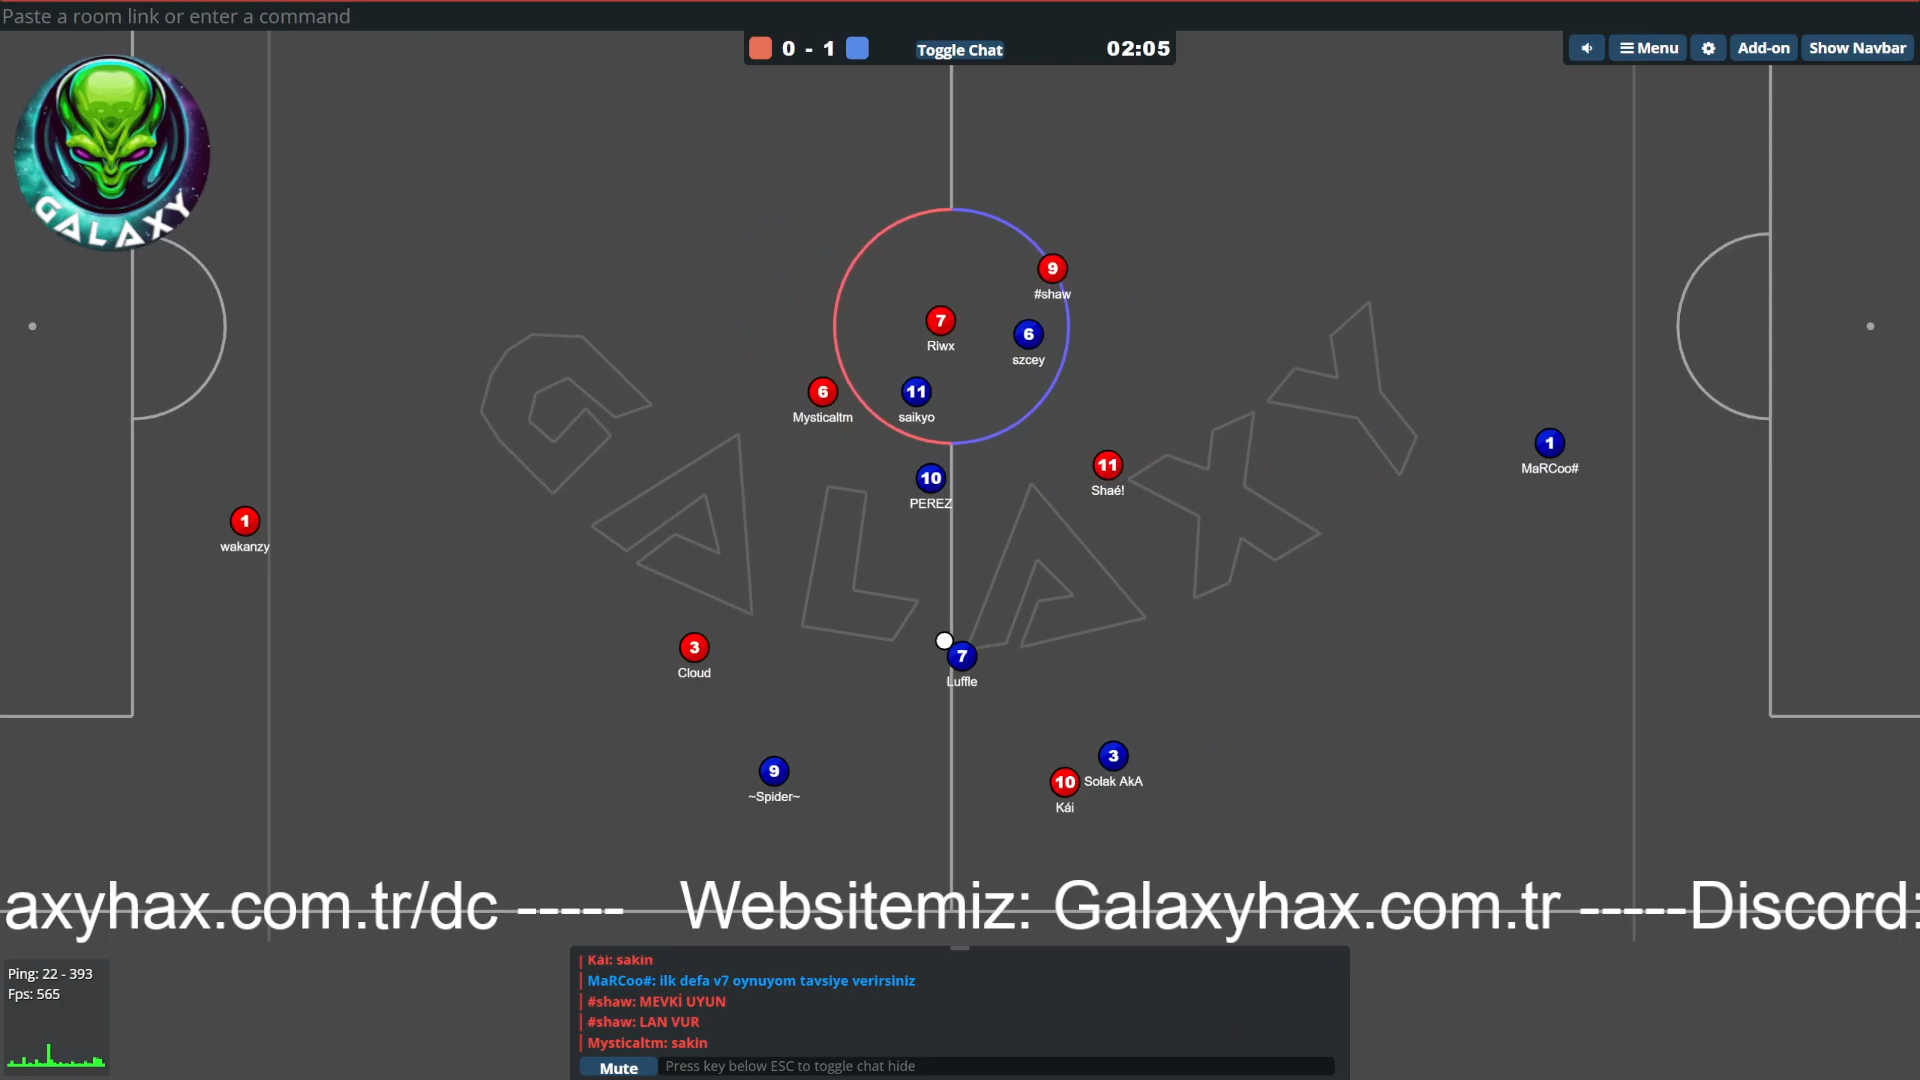 Paste a room link or enter a command
0 - 1 Toggle Chat 02:05
Menu Add-on Show Navbar
GALAXY
9
#shaw
7
Riwx
6
szcey
6
Mysticaltm
11
saikyo
GALAXY
1
MaRCoo#
11
Shaé!
10
PEREZ
1
wakanzy
3
Cloud
7
Luffle
9
~Spider~
3
Solak AkA
10
Kái
axyhax.com.tr/dc ----- Websitemiz: Galaxyhax.com.tr -----Discord:
Ping: 22 - 393
Fps: 565
Kái: sakin
MaRCoo#: ilk defa v7 oynuyom tavsiye verirsiniz
#shaw: MEVKİ UYUN
#shaw: LAN VUR
Mysticaltm: sakin
Mute Press key below ESC to toggle chat hide